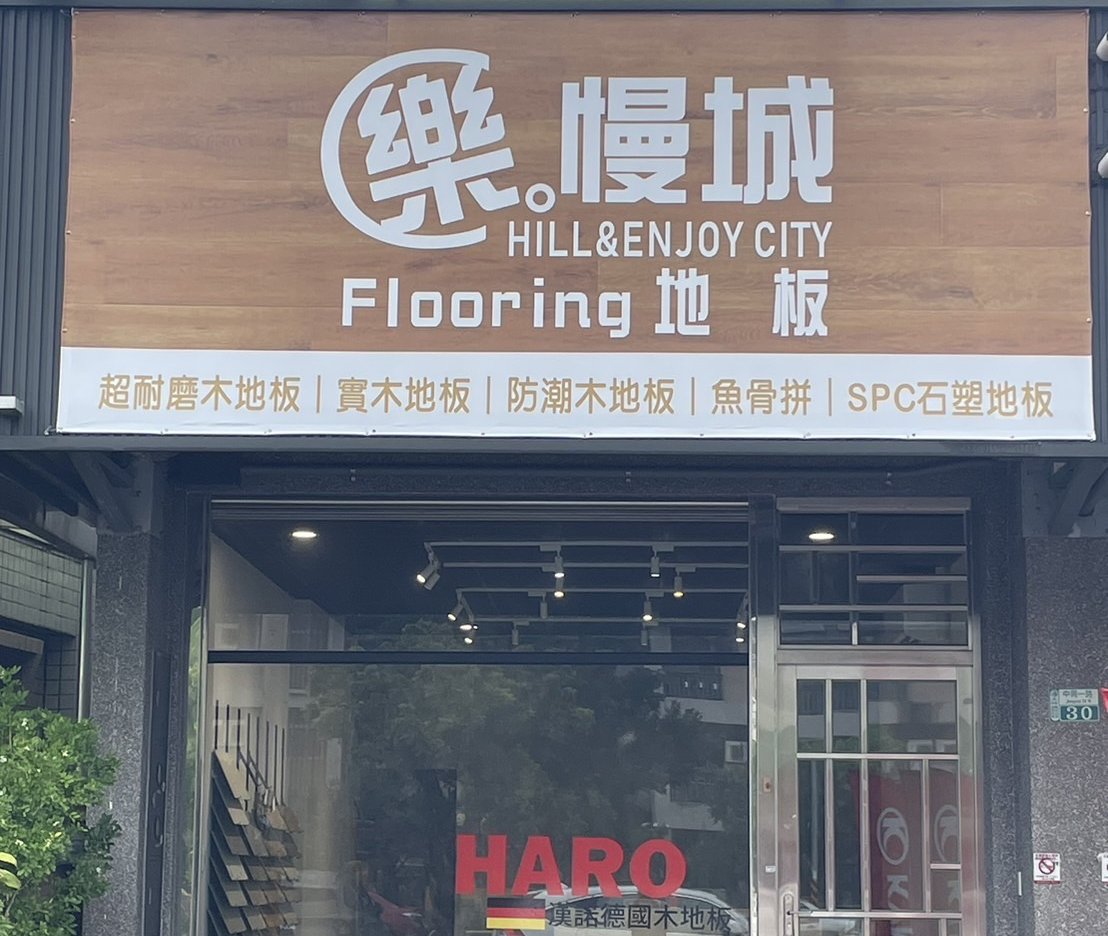 樂。慢城
HILL&ENJOY CITY
Flooring 地板
超耐磨木地板｜實木地板｜防潮木地板｜魚骨拼｜SPC石塑地板
30
HARO
漢諾德國木地板